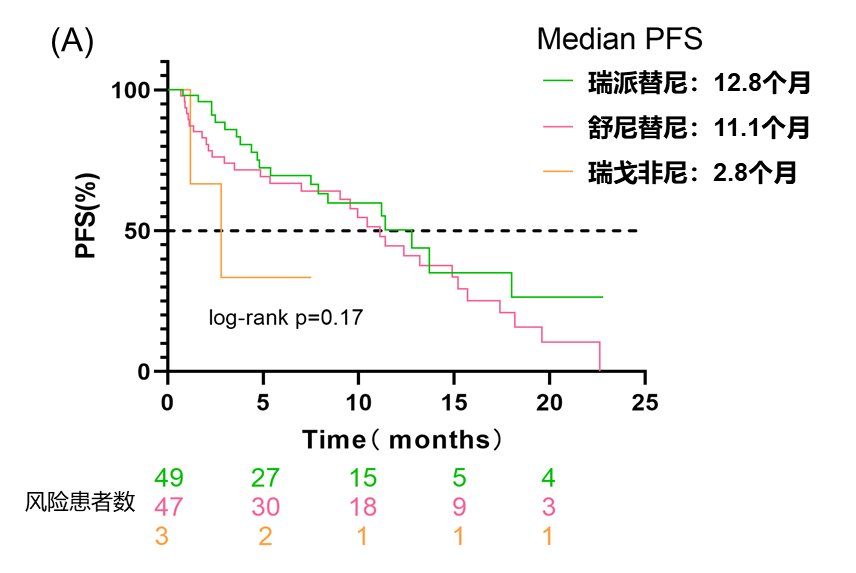 (A)
Median PFS
瑞派替尼：12.8个月
舒尼替尼：11.1个月
瑞戈非尼：2.8个月
PFS(%)
100
50
0
log-rank p=0.17
0 5 10 15 20 25
Time（months）
风险患者数
49 27 15 5 4
47 30 18 9 3
3 2 1 1 1